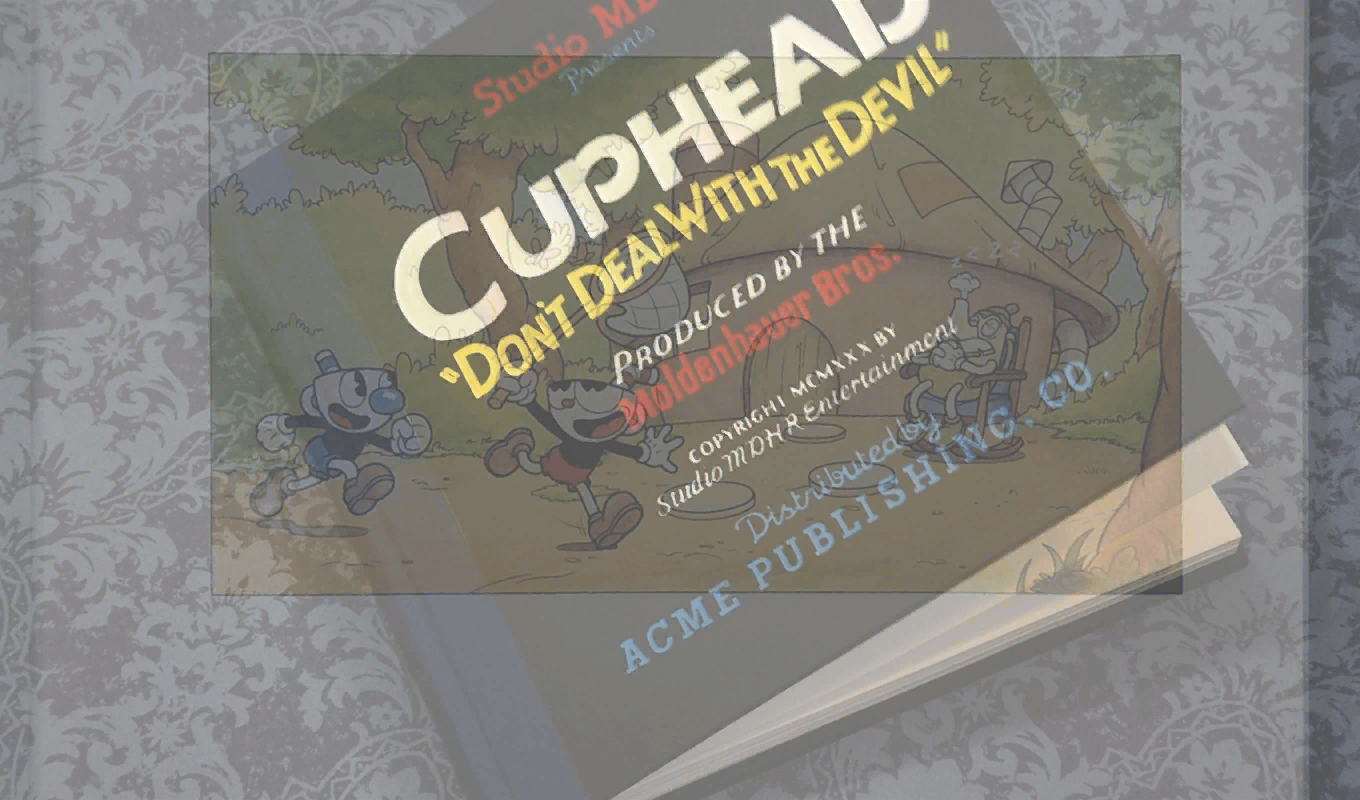 Studio
Presents
CUPHEAD
"DON'T DEAL WITH THE DEVIL"
PRODUCED BY THE
Moldenhauer Bros.
COPYRIGHT MCMXXX BY
Studio MDHR Entertainment
Distributed by
ACME PUBLISHING. CO.
z z z z